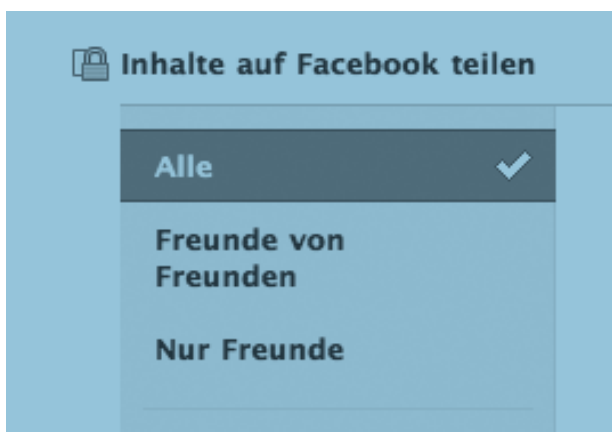 Inhalte auf Facebook teilen
Alle
Freunde von
Freunden
Nur Freunde